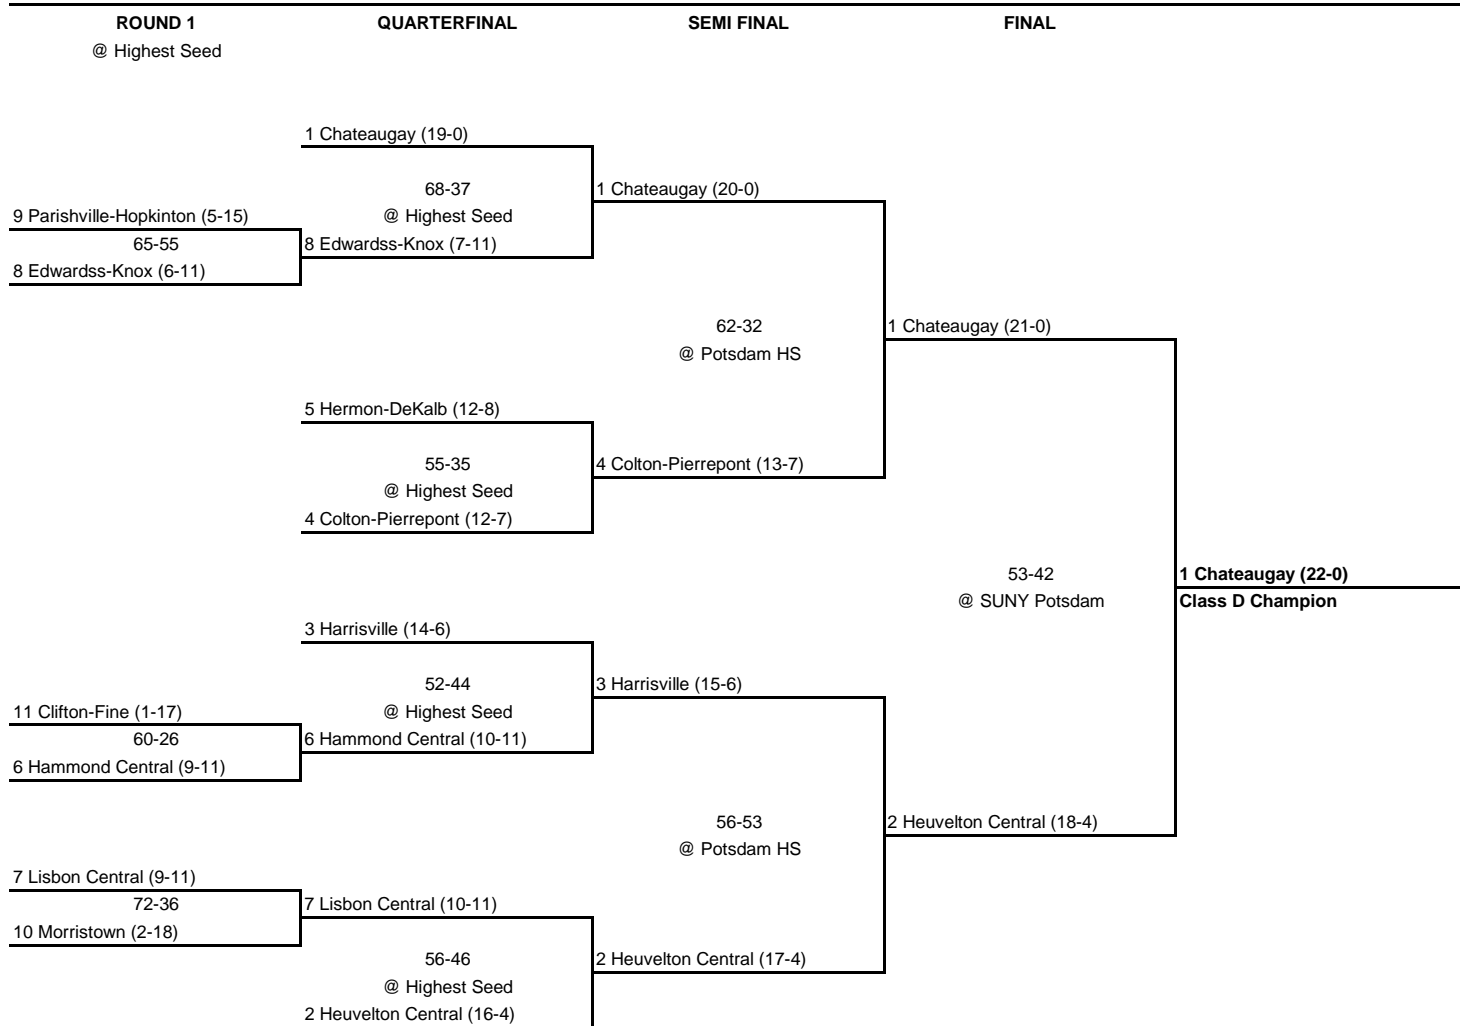 ROUND 1 QUARTERFINAL SEMI FINAL FINAL
@ Highest Seed
1 Chateaugay (19-0)
68-37 1 Chateaugay (20-0)
9 Parishville-Hopkinton (5-15) @ Highest Seed
65-55 8 Edwardss-Knox (7-11)
8 Edwardss-Knox (6-11)
62-32 1 Chateaugay (21-0)
@ Potsdam HS
5 Hermon-DeKalb (12-8)
55-35 4 Colton-Pierrepont (13-7)
@ Highest Seed
4 Colton-Pierrepont (12-7)
53-42 1 Chateaugay (22-0)
@ SUNY Potsdam Class D Champion
3 Harrisville (14-6)
52-44 3 Harrisville (15-6)
11 Clifton-Fine (1-17) @ Highest Seed
60-26 6 Hammond Central (10-11)
6 Hammond Central (9-11)
56-53 2 Heuvelton Central (18-4)
@ Potsdam HS
7 Lisbon Central (9-11)
72-36 7 Lisbon Central (10-11)
10 Morristown (2-18)
56-46 2 Heuvelton Central (17-4)
@ Highest Seed
2 Heuvelton Central (16-4)